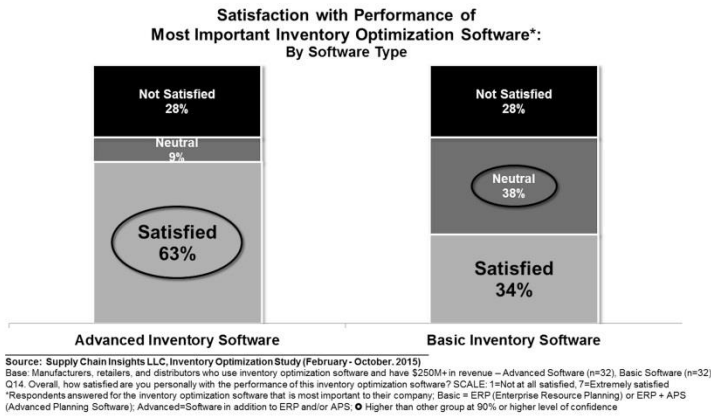 Satisfaction with Performance of
Most Important Inventory Optimization Software*:
By Software Type
Not Satisfied
28%
Neutral
9%
Satisfied
63%
Not Satisfied
28%
Neutral
38%
Satisfied
34%
Advanced Inventory Software
Basic Inventory Software
Source: Supply Chain Insights LLC, Inventory Optimization Study (February - October. 2015)
Base: Manufacturers, retailers, and distributors who use inventory optimization software and have $250M+ in revenue – Advanced Software (n=32), Basic Software (n=32)
Q14. Overall, how satisfied are you personally with the performance of this inventory optimization software? SCALE: 1=Not at all satisfied, 7=Extremely satisfied
*Respondents answered for the inventory optimization software that is most important to their company; Basic = ERP (Enterprise Resource Planning) or ERP + APS
(Advanced Planning Software); Advanced=Software in addition to ERP and/or APS; O Higher than other group at 90% or higher level of confidence